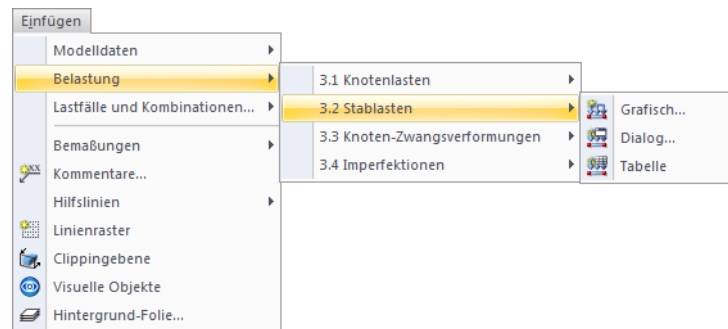 Einfügen
Modelldaten
Belastung
Lastfälle und Kombinationen...
Bemaßungen
Kommentare...
Hilfslinien
Linienraster
Clippingebene
Visuelle Objekte
Hintergrund-Folie...
3.1 Knotenlasten
3.2 Stablasten
3.3 Knoten-Zwangsverformungen
3.4 Imperfektionen
Grafisch...
Dialog...
Tabelle
xx